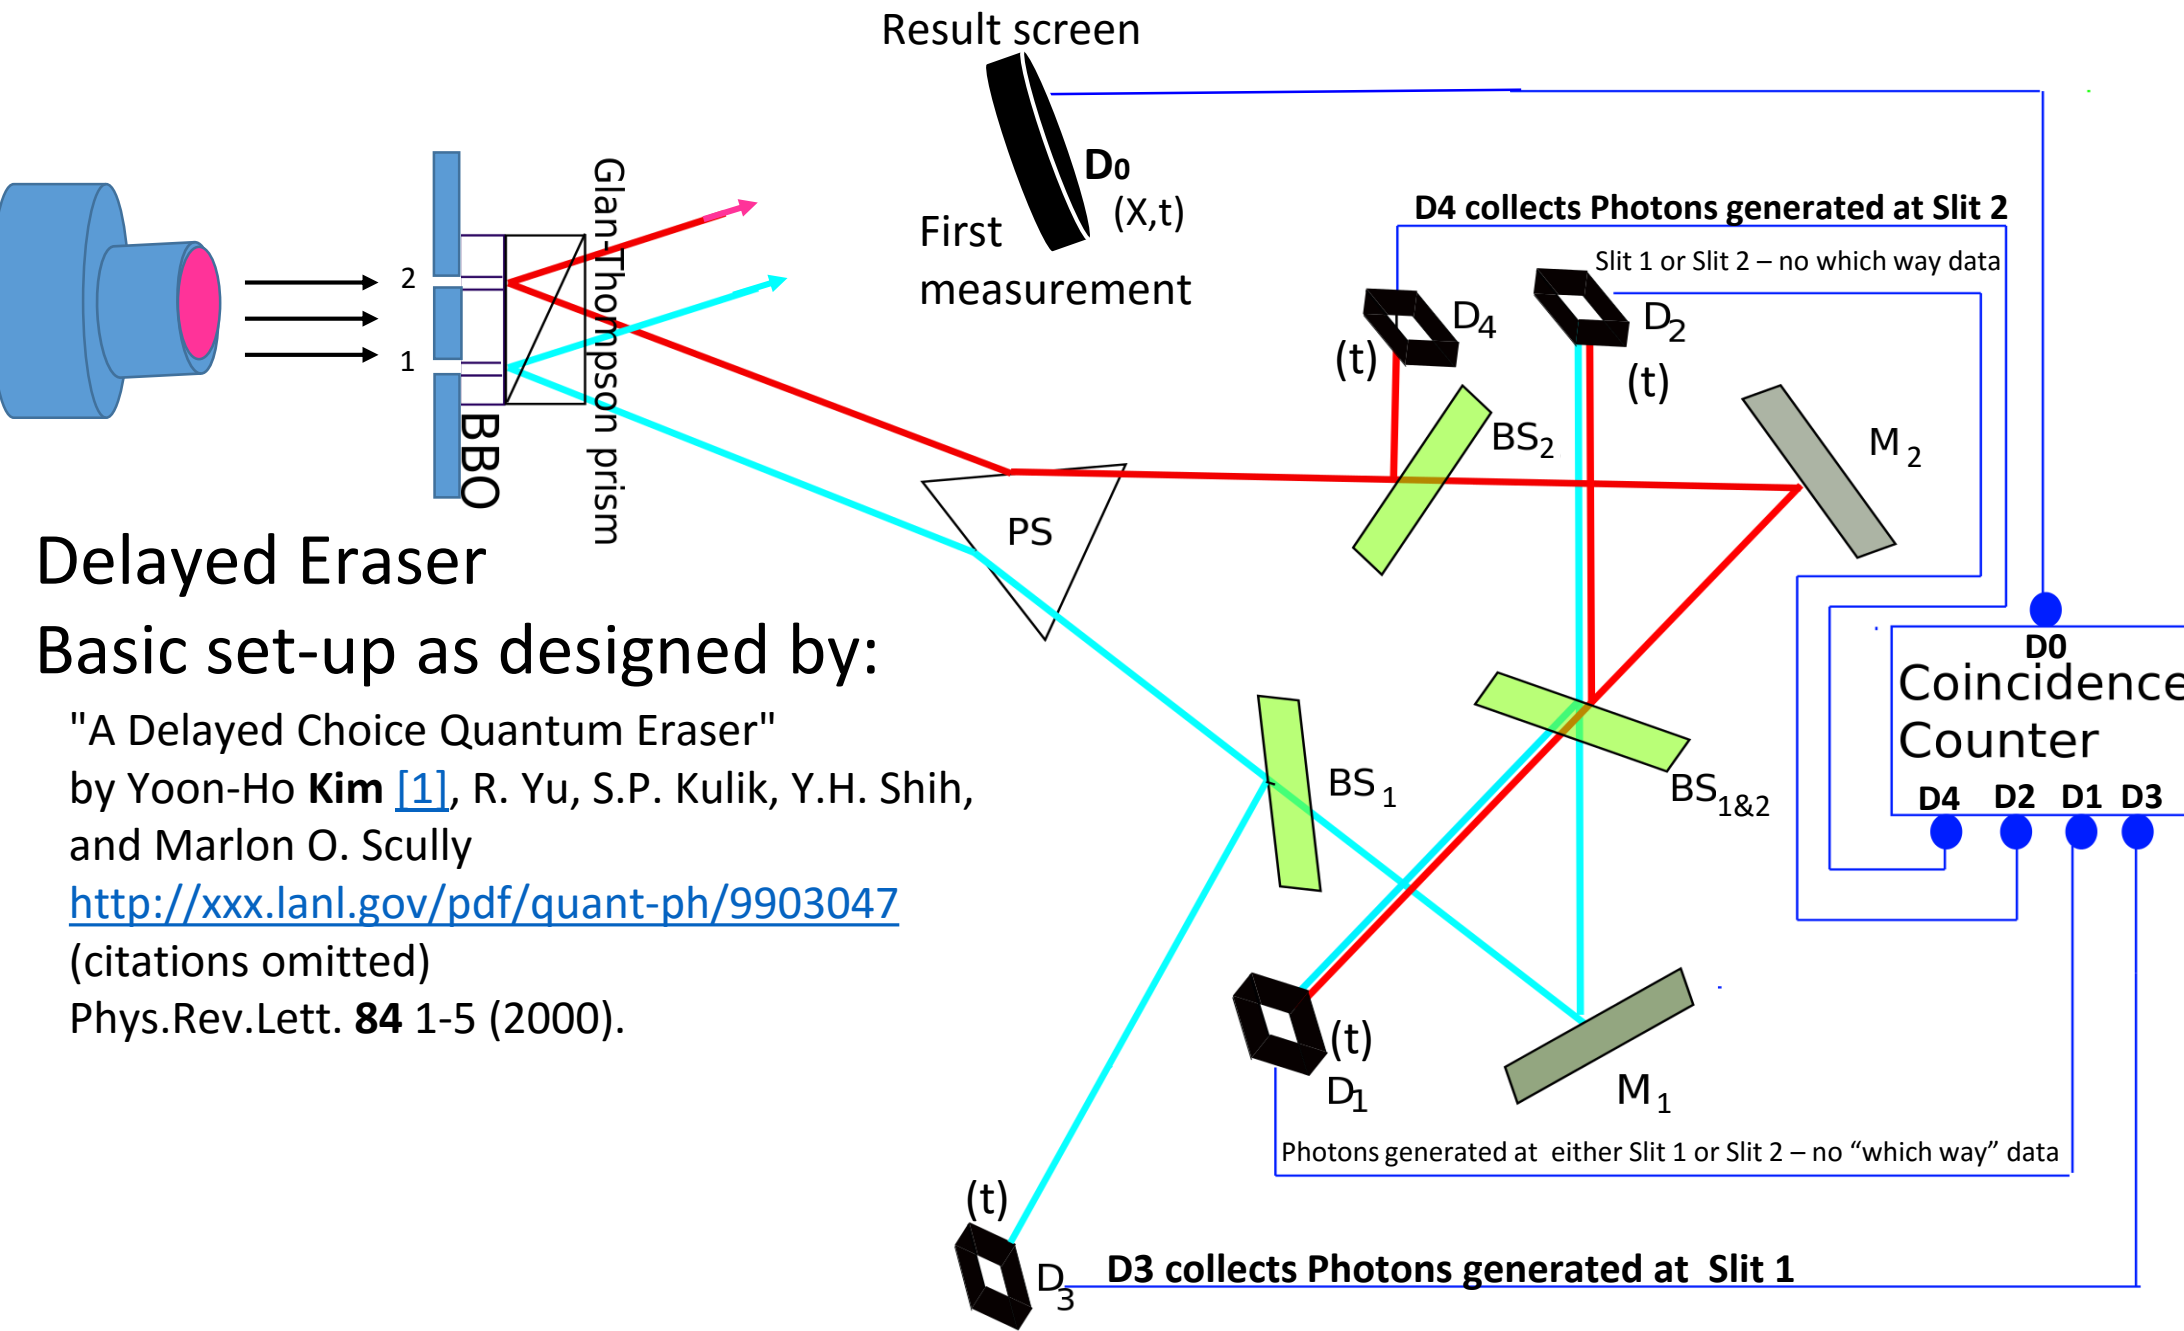 Result screen
D0
(X,t)
First
measurement
Glan-Thompson prism
2
1
BBO
D4 collects Photons generated at Slit 2
Slit 1 or Slit 2 – no which way data
D4
(t)
D2
(t)
BS2
M 2
PS
Delayed Eraser
Basic set-up as designed by:
"A Delayed Choice Quantum Eraser"
by Yoon-Ho Kim [1], R. Yu, S.P. Kulik, Y.H. Shih,
and Marlon O. Scully
http://xxx.lanl.gov/pdf/quant-ph/9903047
(citations omitted)
Phys.Rev.Lett. 84 1-5 (2000).
D0
Coincidence
Counter
D4 D2 D1 D3
BS 1
BS1&2
(t)
D1
M 1
Photons generated at either Slit 1 or Slit 2 – no “which way” data
(t)
D3
D3 collects Photons generated at Slit 1